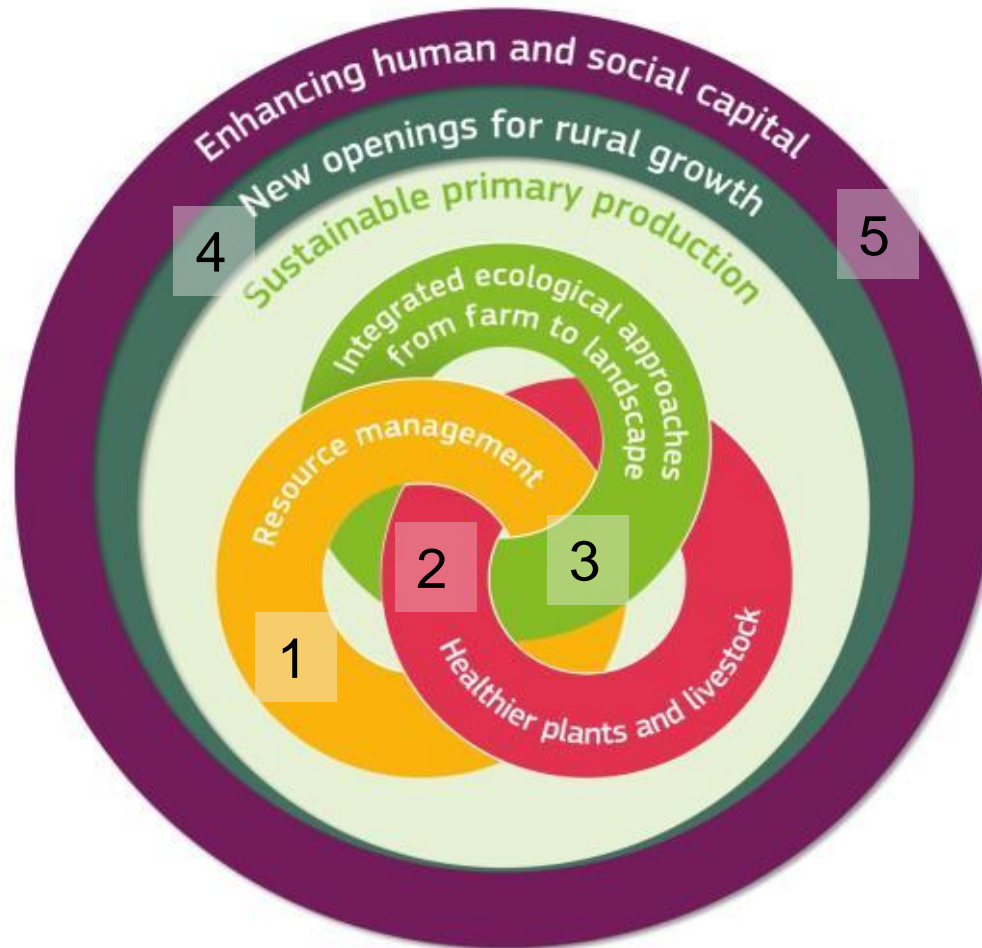 Enhancing human and social capital
New openings for rural growth
Sustainable primary production
Integrated ecological approaches
from farm to landscape
Resource management
Healthier plants and livestock
4
5
2
3
1